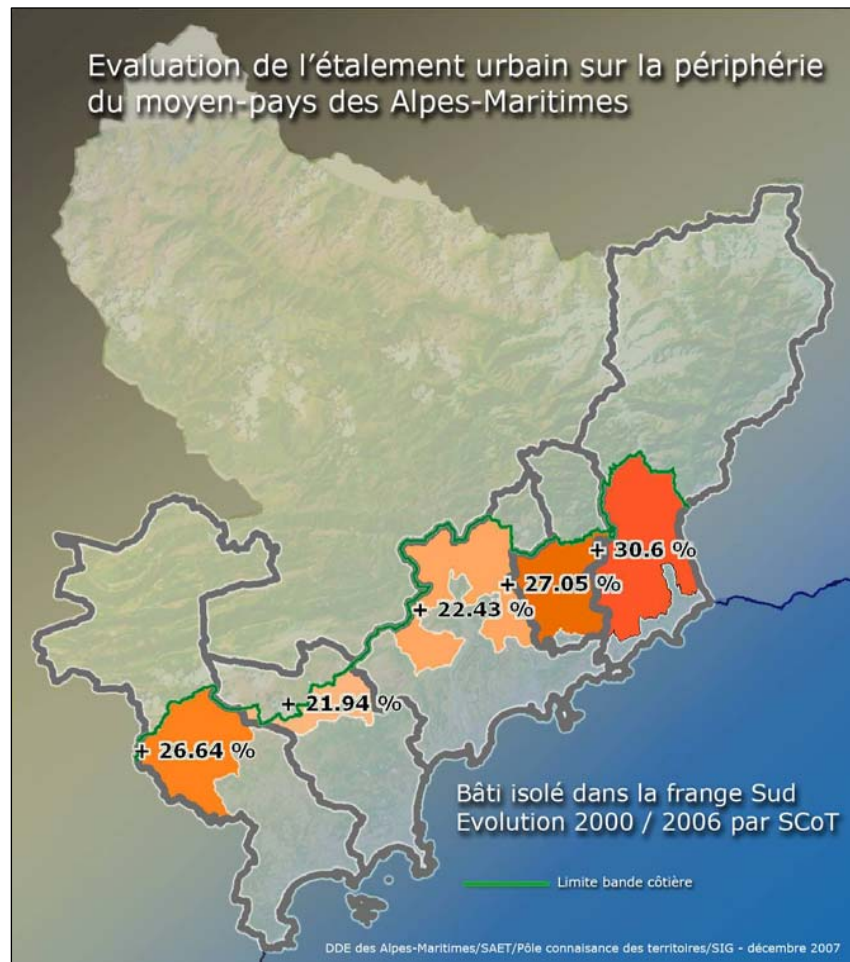 Evaluation de l'étalement urbain sur la périphérie
du moyen-pays des Alpes-Maritimes
+ 30.6 %
+ 27.05 %
+ 22.43 %
+ 21.94 %
+ 26.64 %
Bâti isolé dans la frange Sud
Evolution 2000 / 2006 par SCoT
Limite bande côtière
DDE des Alpes-Maritimes/SAET/Pôle connaisance des territoires/SIG - décembre 2007